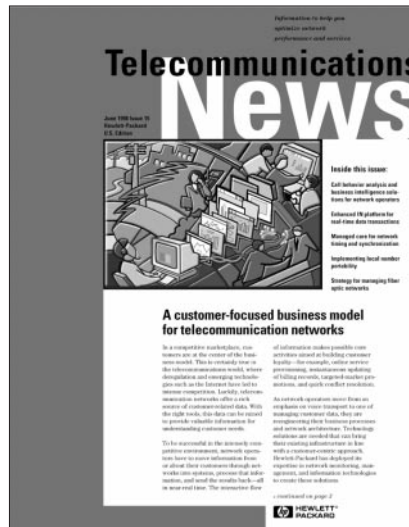 Information to help you
optimize network
performance and services
Telecommunications
News
June 1998 Issue 15
Hewlett Packard
U.S. Edition
Inside this issue:
Call behavior analysis and
business intelligence solu-
tions for network operators
Enhanced IN platform for
real-time data transactions
Managed care for network
timing and synchronization
Implementing local number
portability
Strategy for managing fiber
optic networks
A customer-focused business model
for telecommunication networks
In a competitive marketplace, cus-
tomers are at the center of the busi-
ness model. This is certainly true in
the telecommunications world, where
deregulation and emerging technolo-
gies such as the Internet have led to
intense competition. Luckily, telecom-
munication networks offer a rich
source of customer-related data. With
the right tools, this data can be mined
to provide valuable information for
understanding customer needs.
To be successful in the intensely com-
petitive environment, network opera-
tors have to move information from
or about their customers through net-
works into systems, process that infor-
mation, and send the results back—all
in near real time. The interactive flow
of information makes possible core
activities aimed at building customer
loyalty—for example, online service
provisioning, instantaneous updating
of billing records, targeted-market pro-
motions, and quick conflict resolution.
As network operators move from an
emphasis on voice transport to one of
managing customer data, they are
reengineering their business processes
and network architecture. Technology
solutions are needed that can bring
these existing infrastructure in line
with a customer-centric approach.
Hewlett-Packard has deployed its
expertise in network monitoring, man-
agement, and information technologies
to create these solutions.
» continued on page 2
hp HEWLETT®
PACKARD